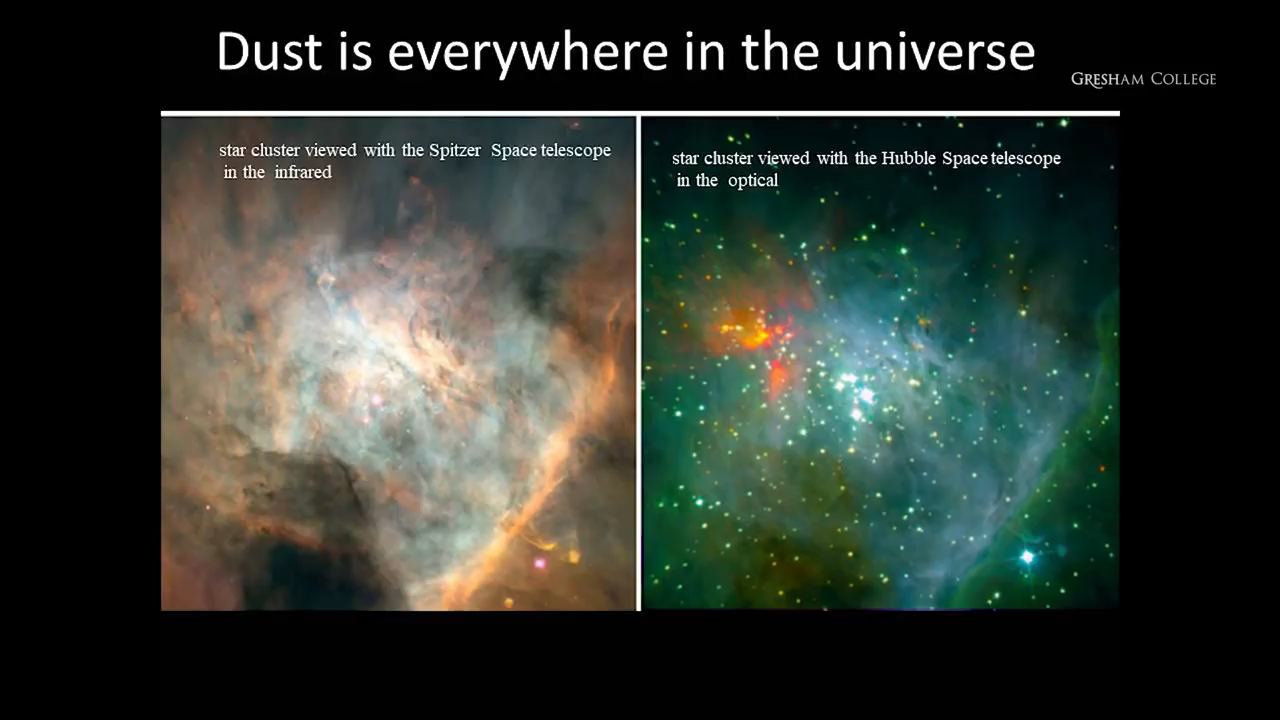 Dust is everywhere in the universe
GRESHAM COLLEGE
star cluster viewed with the Spitzer Space telescope
in the infrared
star cluster viewed with the Hubble Space telescope
in the optical